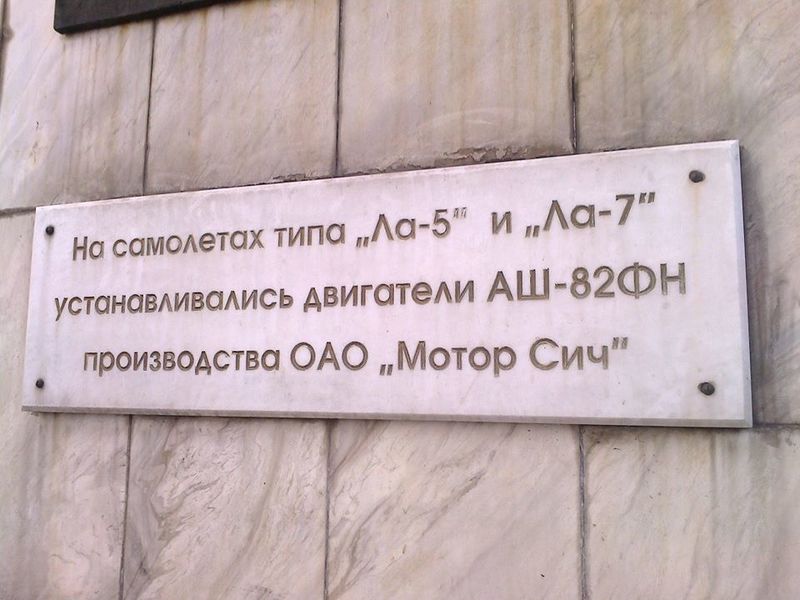 На самолетах типа „Ла-5” и „Ла-7”
устанавливались двигатели АШ-82ФН
производства ОАО „Мотор Сич”